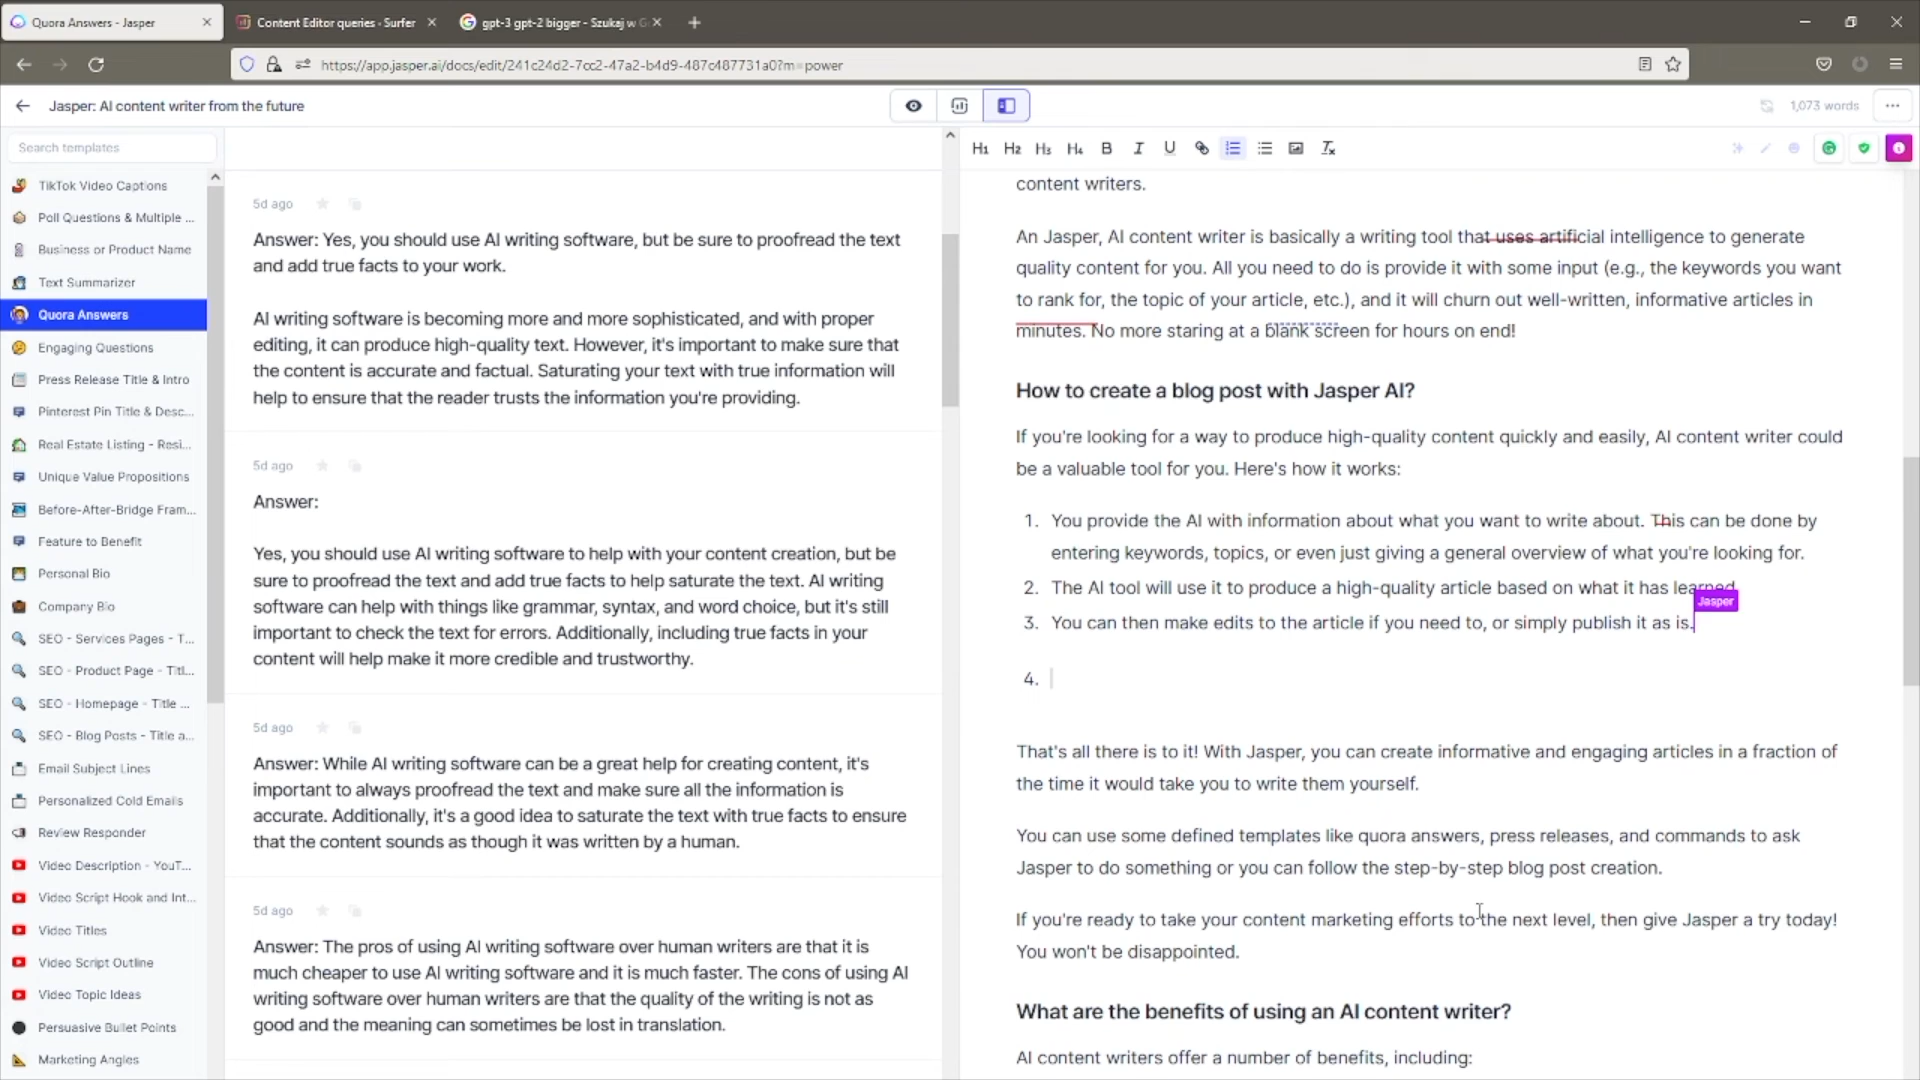 Quora Answers - Jasper
Content Editor queries · Surfer
gpt-3 gpt-2 bigger - Szukaj w G
https://app.jasper.ai/docs/edit/241c24d2-7cc2-47a2-b4d9-487c487731a0?m=power
Jasper: AI content writer from the future
1,073 words
Search templates
TikTok Video Captions
Poll Questions & Multiple ...
Business or Product Name
Text Summarizer
Quora Answers
Engaging Questions
Press Release Title & Intro
Pinterest Pin Title & Desc...
Real Estate Listing - Resi...
Unique Value Propositions
Before-After-Bridge Fram...
Feature to Benefit
Personal Bio
Company Bio
SEO - Services Pages - T...
SEO - Product Page - Titl...
SEO - Homepage - Title ...
SEO - Blog Posts - Title a...
Email Subject Lines
Personalized Cold Emails
Review Responder
Video Description - YouT...
Video Script Hook and Int...
Video Titles
Video Script Outline
Video Topic Ideas
Persuasive Bullet Points
Marketing Angles
5d ago
Answer: Yes, you should use AI writing software, but be sure to proofread the text
and add true facts to your work.
AI writing software is becoming more and more sophisticated, and with proper
editing, it can produce high-quality text. However, it's important to make sure that
the content is accurate and factual. Saturating your text with true information will
help to ensure that the reader trusts the information you're providing.
5d ago
Answer:
Yes, you should use AI writing software to help with your content creation, but be
sure to proofread the text and add true facts to help saturate the text. AI writing
software can help with things like grammar, syntax, and word choice, but it's still
important to check the text for errors. Additionally, including true facts in your
content will help make it more credible and trustworthy.
5d ago
Answer: While AI writing software can be a great help for creating content, it's
important to always proofread the text and make sure all the information is
accurate. Additionally, it's a good idea to saturate the text with true facts to ensure
that the content sounds as though it was written by a human.
5d ago
Answer: The pros of using AI writing software over human writers are that it is
much cheaper to use AI writing software and it is much faster. The cons of using AI
writing software over human writers are that the quality of the writing is not as
good and the meaning can sometimes be lost in translation.
H1 H2 H3 H4 B I U
content writers.
An Jasper, AI content writer is basically a writing tool that uses artificial intelligence to generate
quality content for you. All you need to do is provide it with some input (e.g., the keywords you want
to rank for, the topic of your article, etc.), and it will churn out well-written, informative articles in
minutes. No more staring at a blank screen for hours on end!
How to create a blog post with Jasper AI?
If you're looking for a way to produce high-quality content quickly and easily, AI content writer could
be a valuable tool for you. Here's how it works:
1. You provide the AI with information about what you want to write about. This can be done by
entering keywords, topics, or even just giving a general overview of what you're looking for.
2. The AI tool will use it to produce a high-quality article based on what it has learned
Jasper
3. You can then make edits to the article if you need to, or simply publish it as is.
4.
That's all there is to it! With Jasper, you can create informative and engaging articles in a fraction of
the time it would take you to write them yourself.
You can use some defined templates like quora answers, press releases, and commands to ask
Jasper to do something or you can follow the step-by-step blog post creation.
If you're ready to take your content marketing efforts to the next level, then give Jasper a try today!
You won't be disappointed.
What are the benefits of using an AI content writer?
AI content writers offer a number of benefits, including: